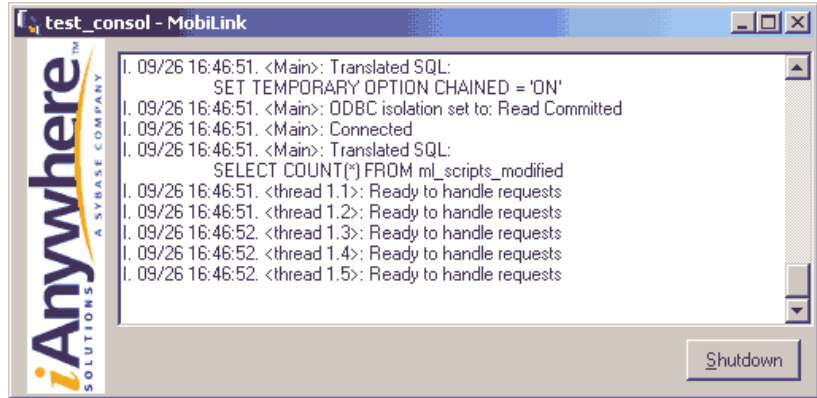 test_consol - MobiLink
I. 09/26 16:46:51. <Main>: Translated SQL:
SET TEMPORARY OPTION CHAINED = 'ON'
I. 09/26 16:46:51. <Main>: ODBC isolation set to: Read Committed
I. 09/26 16:46:51. <Main>: Connected
I. 09/26 16:46:51. <Main>: Translated SQL:
SELECT COUNT(*) FROM ml_scripts_modified
I. 09/26 16:46:51. <thread 1.1>: Ready to handle requests
I. 09/26 16:46:51. <thread 1.2>: Ready to handle requests
I. 09/26 16:46:52. <thread 1.3>: Ready to handle requests
I. 09/26 16:46:52. <thread 1.4>: Ready to handle requests
I. 09/26 16:46:52. <thread 1.5>: Ready to handle requests
iAnywhere™
SOLUTIONS
A SYBASE COMPANY
Shutdown